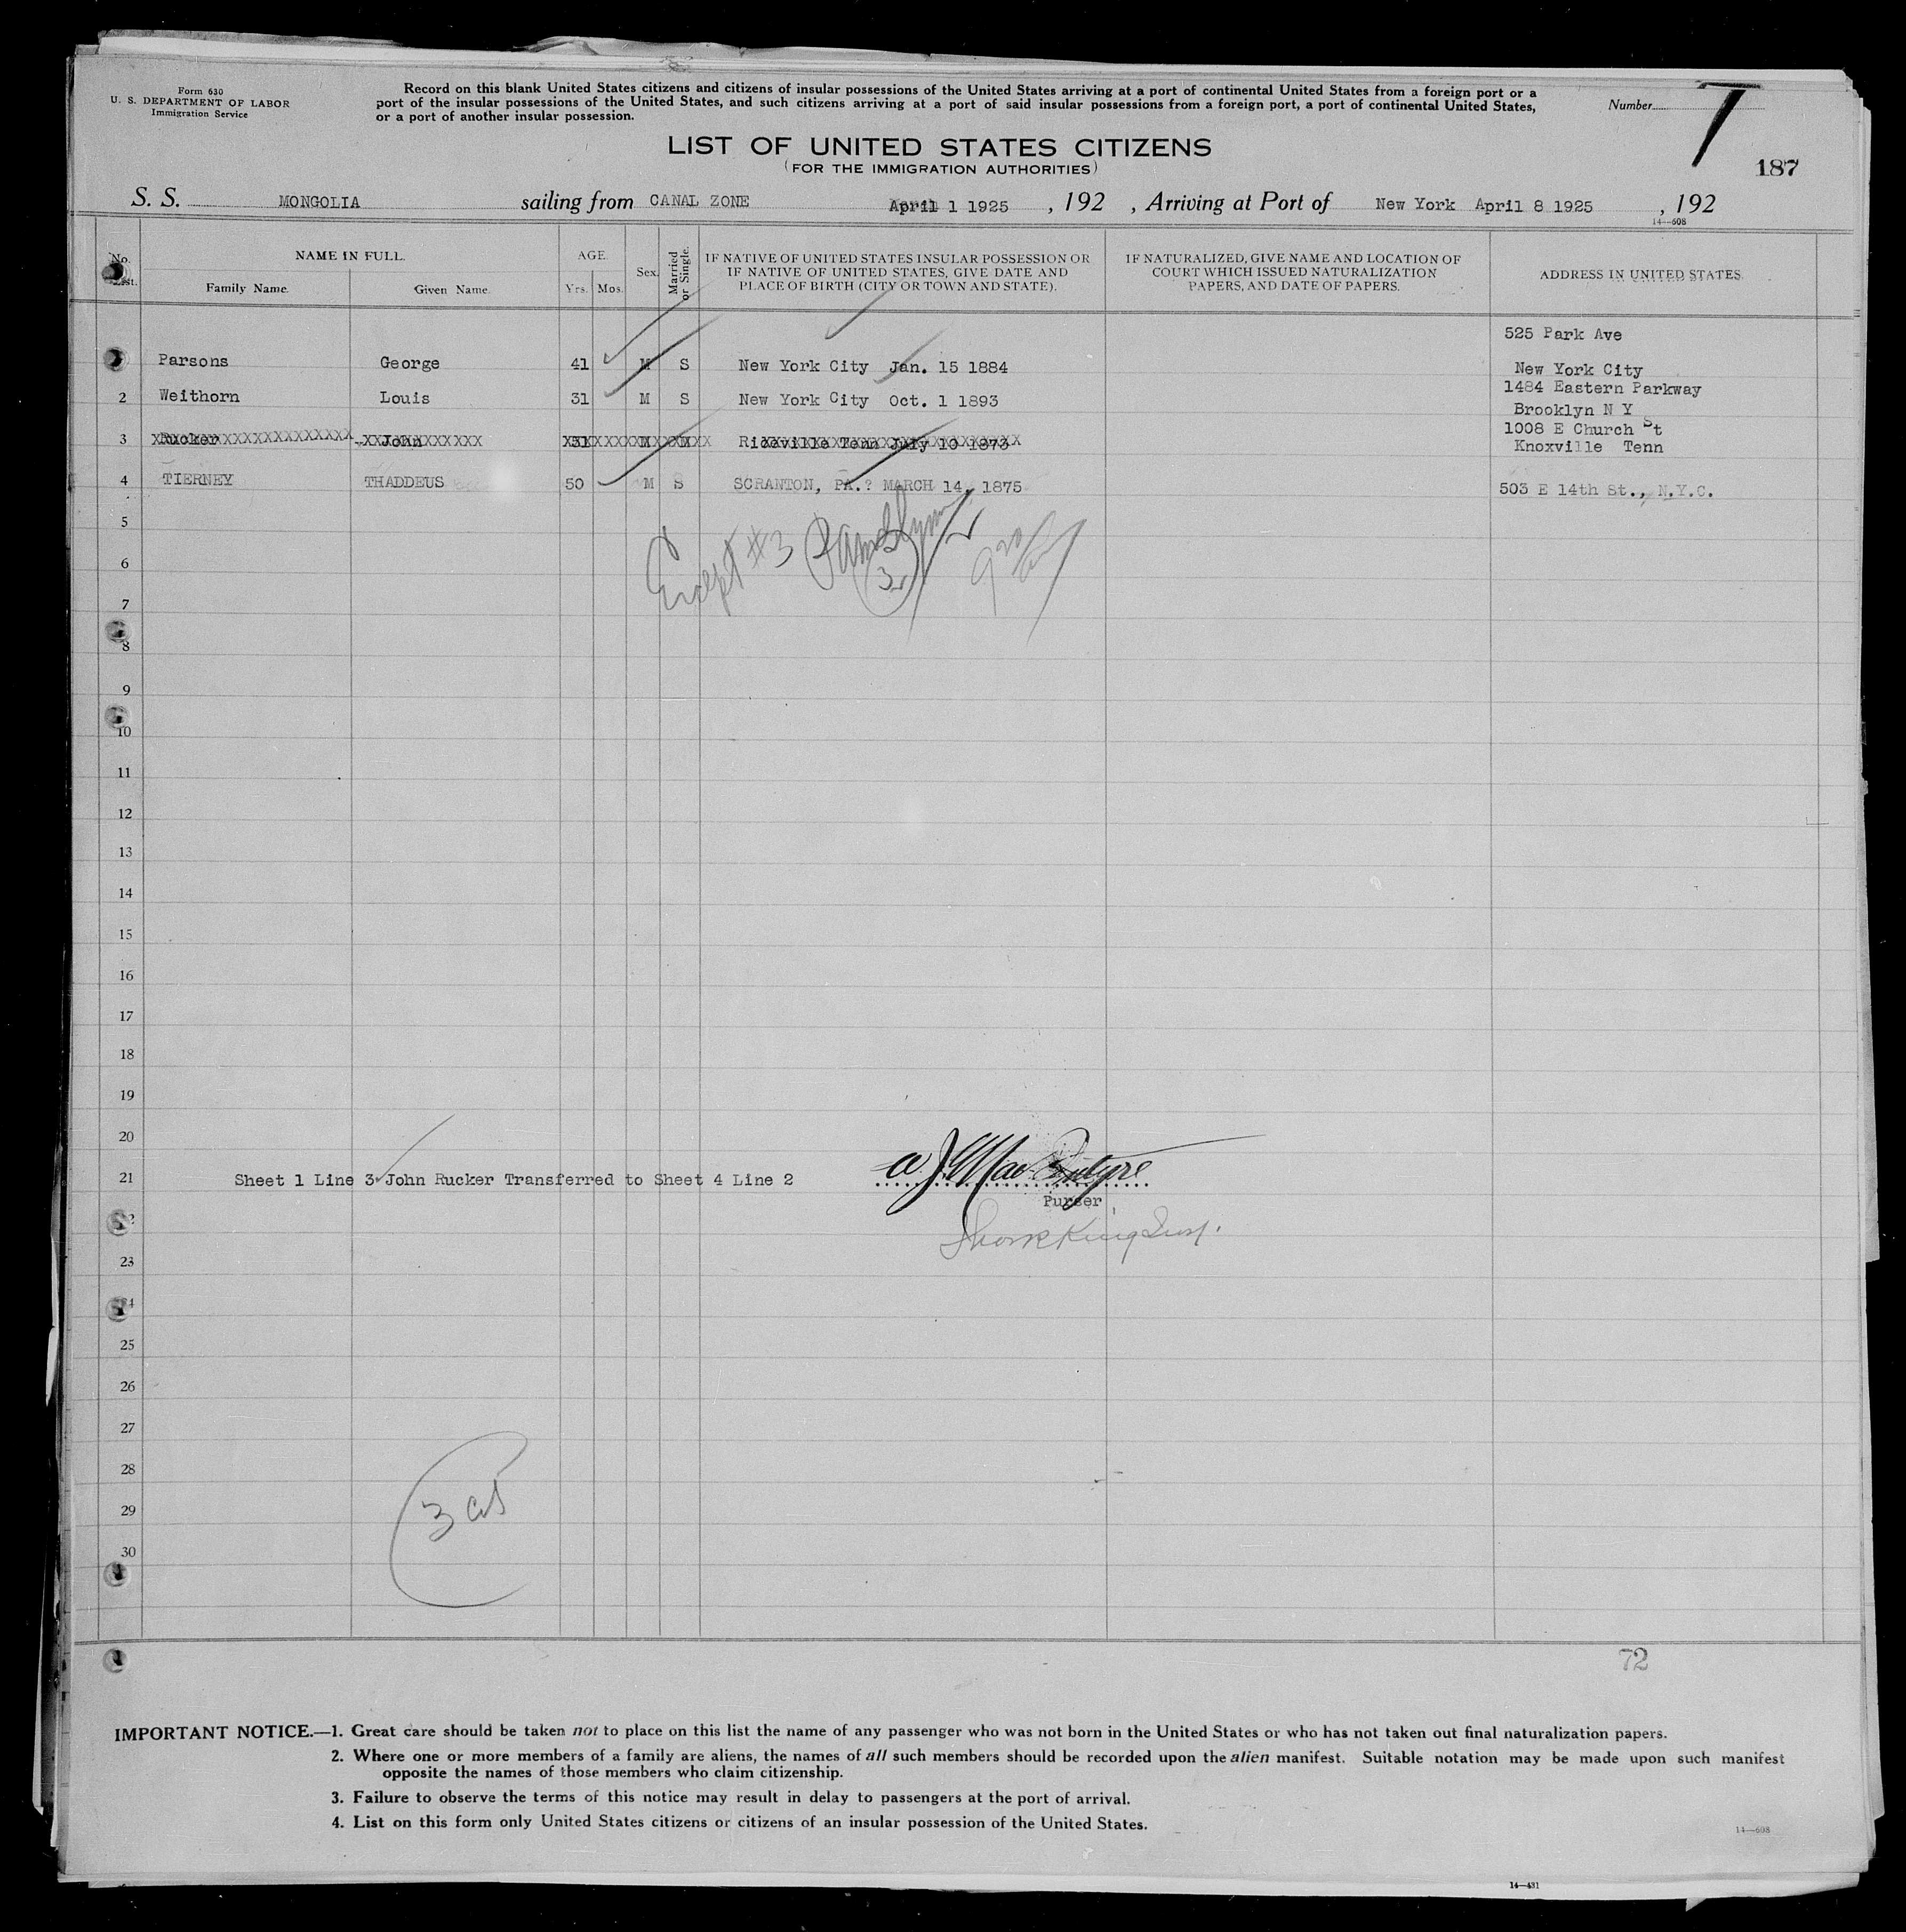 Form 630
U. S. DEPARTMENT OF LABOR
Immigration Service
Record on this blank United States citizens and citizens of insular possessions of the United States arriving at a port of continental United States from a foreign port or a
port of the insular possessions of the United States, and such citizens arriving at a port of said insular possessions from a foreign port, a port of continental United States,
or a port of another insular possession.
Number
187
LIST OF UNITED STATES CITIZENS
(FOR THE IMMIGRATION AUTHORITIES)
S. S. MONGOLIA sailing from CANAL ZONE April 1 1925, 192 , Arriving at Port of New York April 8 1925, 192
14—608
No. List. NAME IN FULL. Family Name. Given Name. AGE. Yrs. Mos. Sex. Married or Single. IF NATIVE OF UNITED STATES INSULAR POSSESSION OR IF NATIVE OF UNITED STATES, GIVE DATE AND PLACE OF BIRTH (CITY OR TOWN AND STATE). IF NATURALIZED, GIVE NAME AND LOCATION OF COURT WHICH ISSUED NATURALIZATION PAPERS, AND DATE OF PAPERS. ADDRESS IN UNITED STATES.
525 Park Ave
Parsons George 41 M S New York City Jan. 15 1884 New York City
1484 Eastern Parkway
2 Weithorn Louis 31 M S New York City Oct. 1 1893
Brooklyn N Y
1008 E Church St
3 Rucker John 51 M M Riceville Tenn July 10 1873 Knoxville Tenn
4 TIERNEY THADDEUS 50 M S SCRANTON, PA.? MARCH 14, 1875 503 E 14th St., N.Y.C.
Except #3
5
6
7
8
9
10
11
12
13
14
15
16
17
18
19
20
21 Sheet 1 Line 3 John Rucker Transferred to Sheet 4 Line 2
Purser
23
25
26
27
28
29
30
72
IMPORTANT NOTICE.—1. Great care should be taken not to place on this list the name of any passenger who was not born in the United States or who has not taken out final naturalization papers.
2. Where one or more members of a family are aliens, the names of all such members should be recorded upon the alien manifest. Suitable notation may be made upon such manifest
opposite the names of those members who claim citizenship.
3. Failure to observe the terms of this notice may result in delay to passengers at the port of arrival.
4. List on this form only United States citizens or citizens of an insular possession of the United States.
14—608
14—431